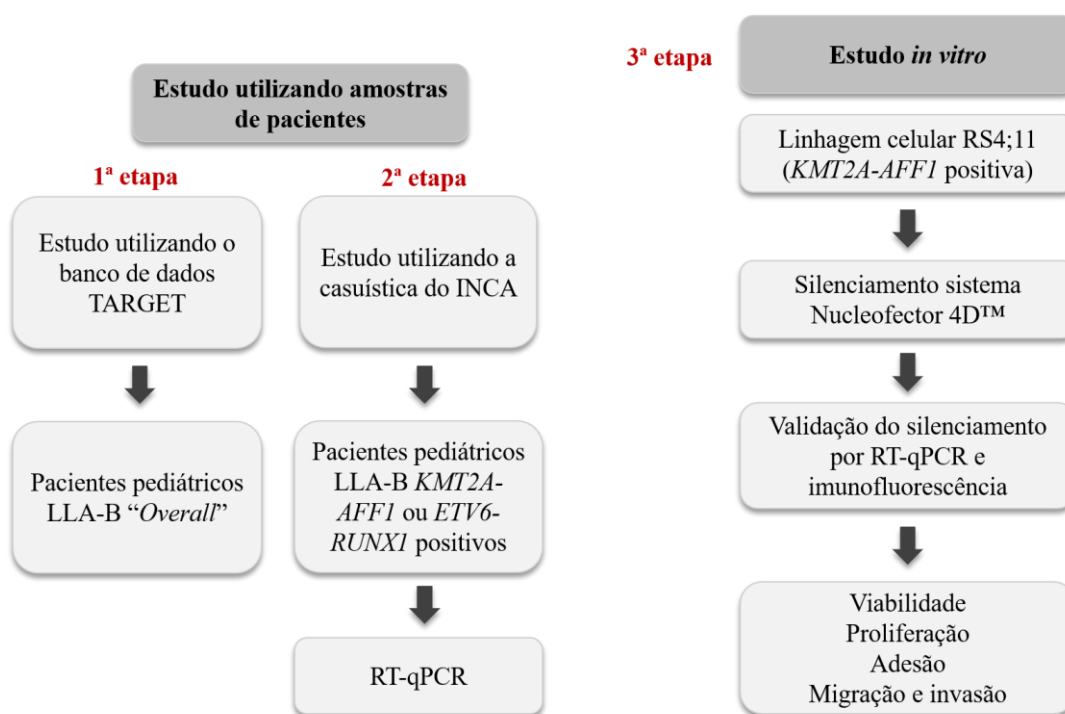 Estudo utilizando amostras
de pacientes
1ª etapa
Estudo utilizando o
banco de dados
TARGET
Pacientes pediátricos
LLA-B “Overall”
2ª etapa
Estudo utilizando a
casuística do INCA
Pacientes pediátricos
LLA-B KMT2A-
AFF1 ou ETV6-
RUNX1 positivos
RT-qPCR
3ª etapa
Estudo in vitro
Linhagem celular RS4;11
(KMT2A-AFF1 positiva)
Silenciamento sistema
Nucleofector 4D™
Validação do silenciamento
por RT-qPCR e
imunofluorescência
Viabilidade
Proliferação
Adesão
Migração e invasão